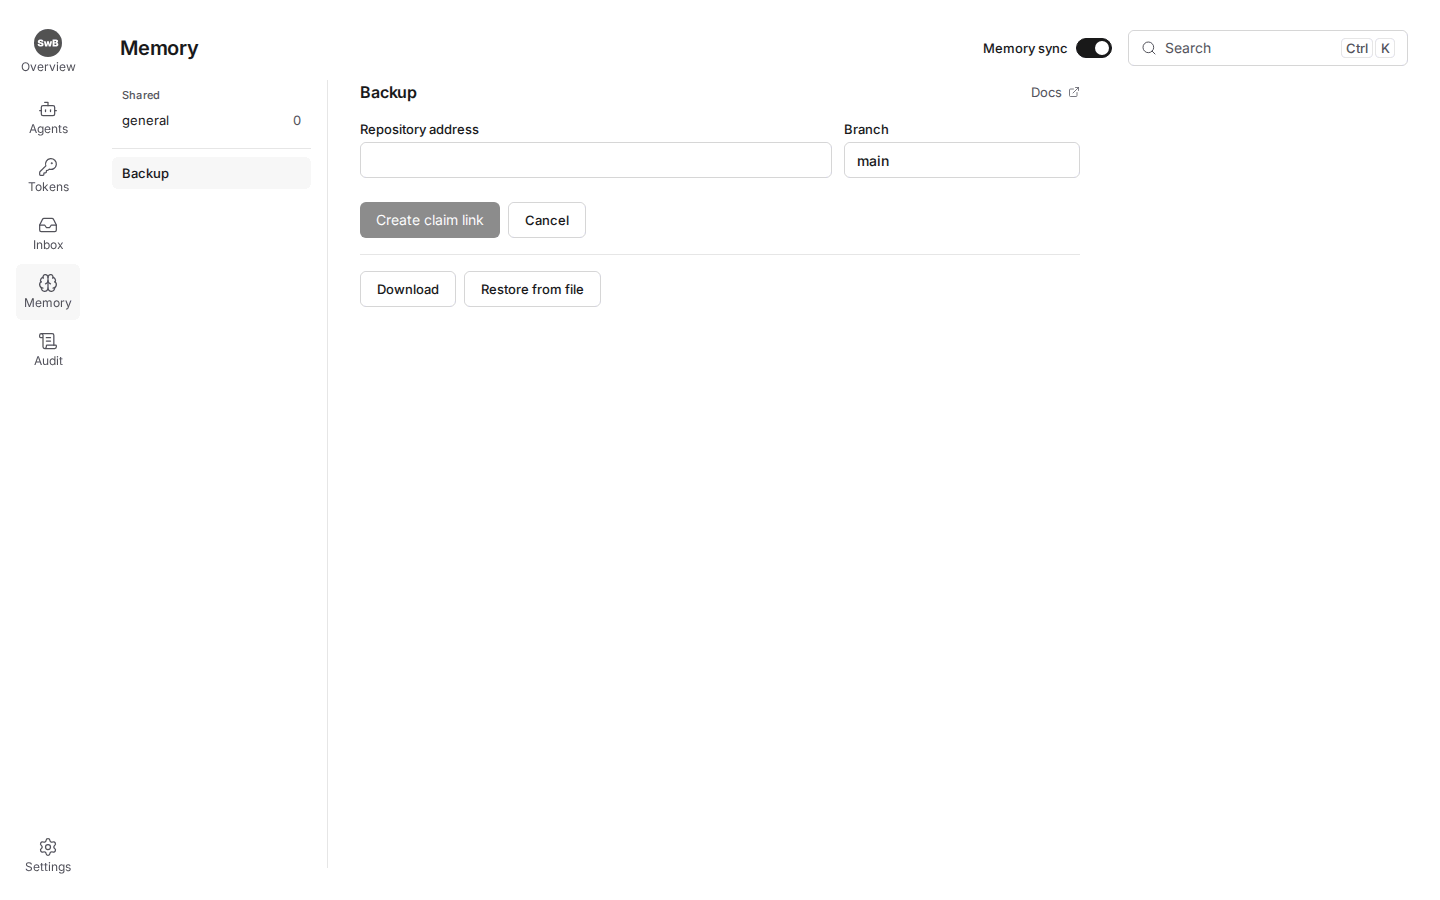 SwB
Overview
Agents
Tokens
Inbox
Memory
Audit
Settings
Memory
Memory sync
Search
Ctrl K
Shared
general 0
Backup
Backup
Docs
Repository address
Branch
main
Create claim link
Cancel
Download
Restore from file